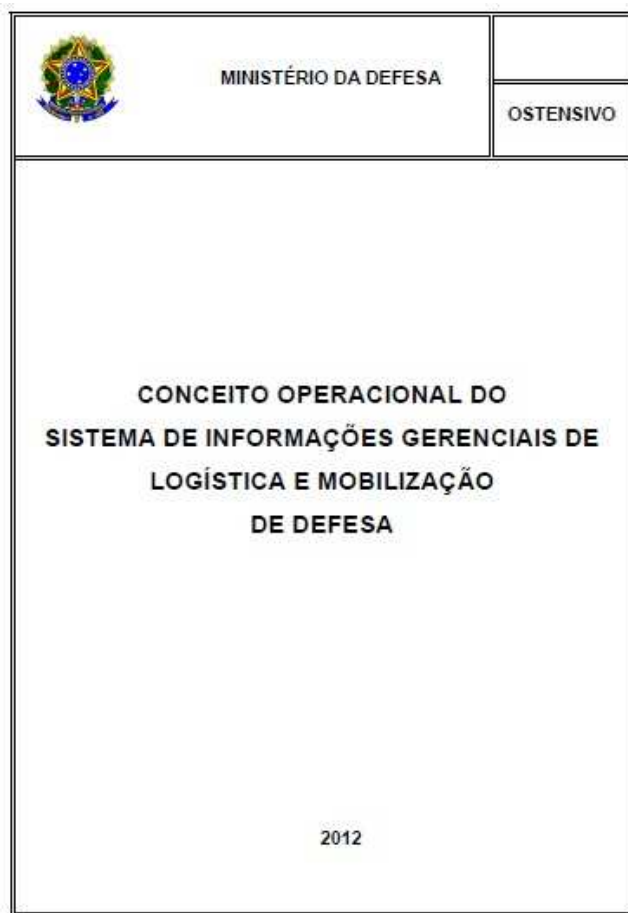 MINISTÉRIO DA DEFESA
OSTENSIVO
CONCEITO OPERACIONAL DO
SISTEMA DE INFORMAÇÕES GERENCIAIS DE
LOGÍSTICA E MOBILIZAÇÃO
DE DEFESA
2012